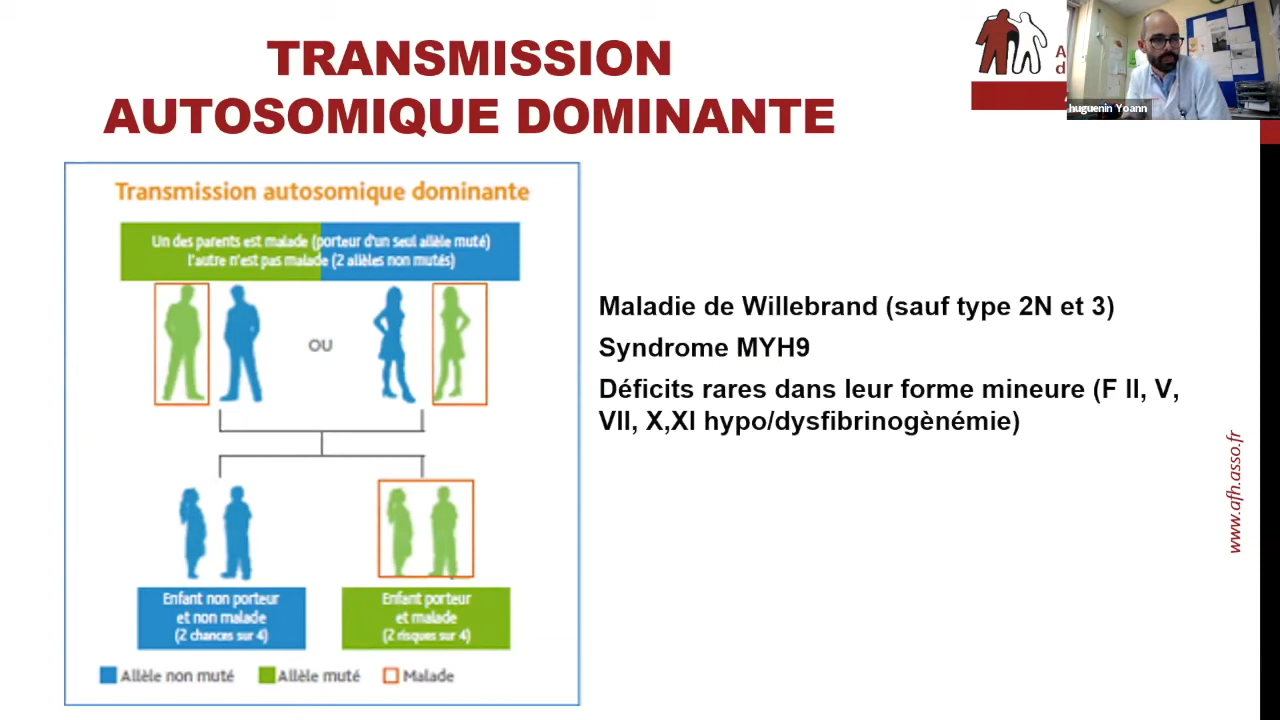 TRANSMISSION
AUTOSOMIQUE DOMINANTE
huguenin Yoann
Transmission autosomique dominante
Un des parents est malade (porteur d'un seul allèle muté)
l'autre n'est pas malade (2 allèles non mutés)
OU
Enfant non porteur
et non malade
(2 chances sur 4)
Enfant porteur
et malade
(2 risques sur 4)
Allèle non muté
Allèle muté
Malade
Maladie de Willebrand (sauf type 2N et 3)
Syndrome MYH9
Déficits rares dans leur forme mineure (F II, V,
VII, X,XI hypo/dysfibrinogènémie)
www.afh.asso.fr